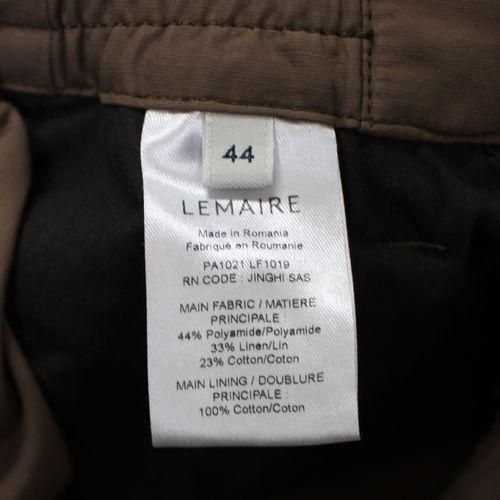 44
LEMAIRE
Made in Romania
Fabriqué en Roumanie
PA1021 LF1019
RN CODE : JINGHI SAS
MAIN FABRIC / MATIERE
PRINCIPALE :
44% Polyamide/Polyamide
33% Linen/Lin
23% Cotton/Coton
MAIN LINING / DOUBLURE
PRINCIPALE :
100% Cotton/Coton